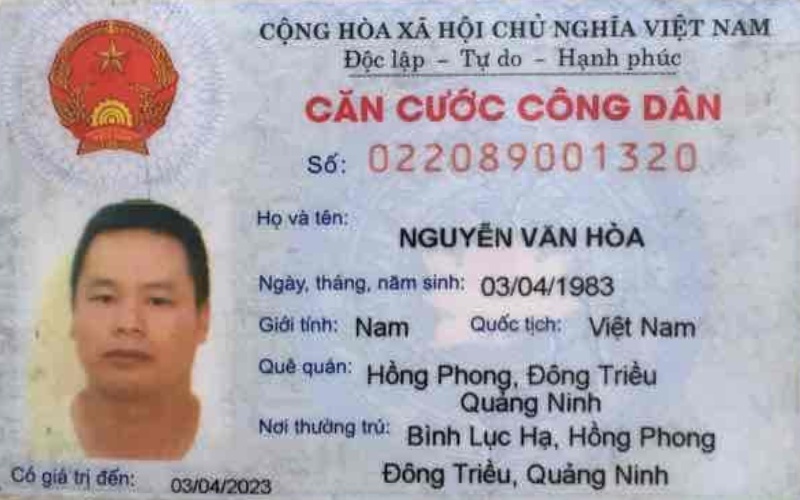 CỘNG HÒA XÃ HỘI CHỦ NGHĨA VIỆT NAM
Độc lập – Tự do – Hạnh phúc
CĂN CƯỚC CÔNG DÂN
Số: 022089001320
Họ và tên:
NGUYỄN VĂN HÒA
Ngày, tháng, năm sinh: 03/04/1983
Giới tính: Nam Quốc tịch: Việt Nam
Quê quán: Hồng Phong, Đông Triều
Quảng Ninh
Nơi thường trú: Bình Lục Hạ, Hồng Phong
Đông Triều, Quảng Ninh
Có giá trị đến: 03/04/2023